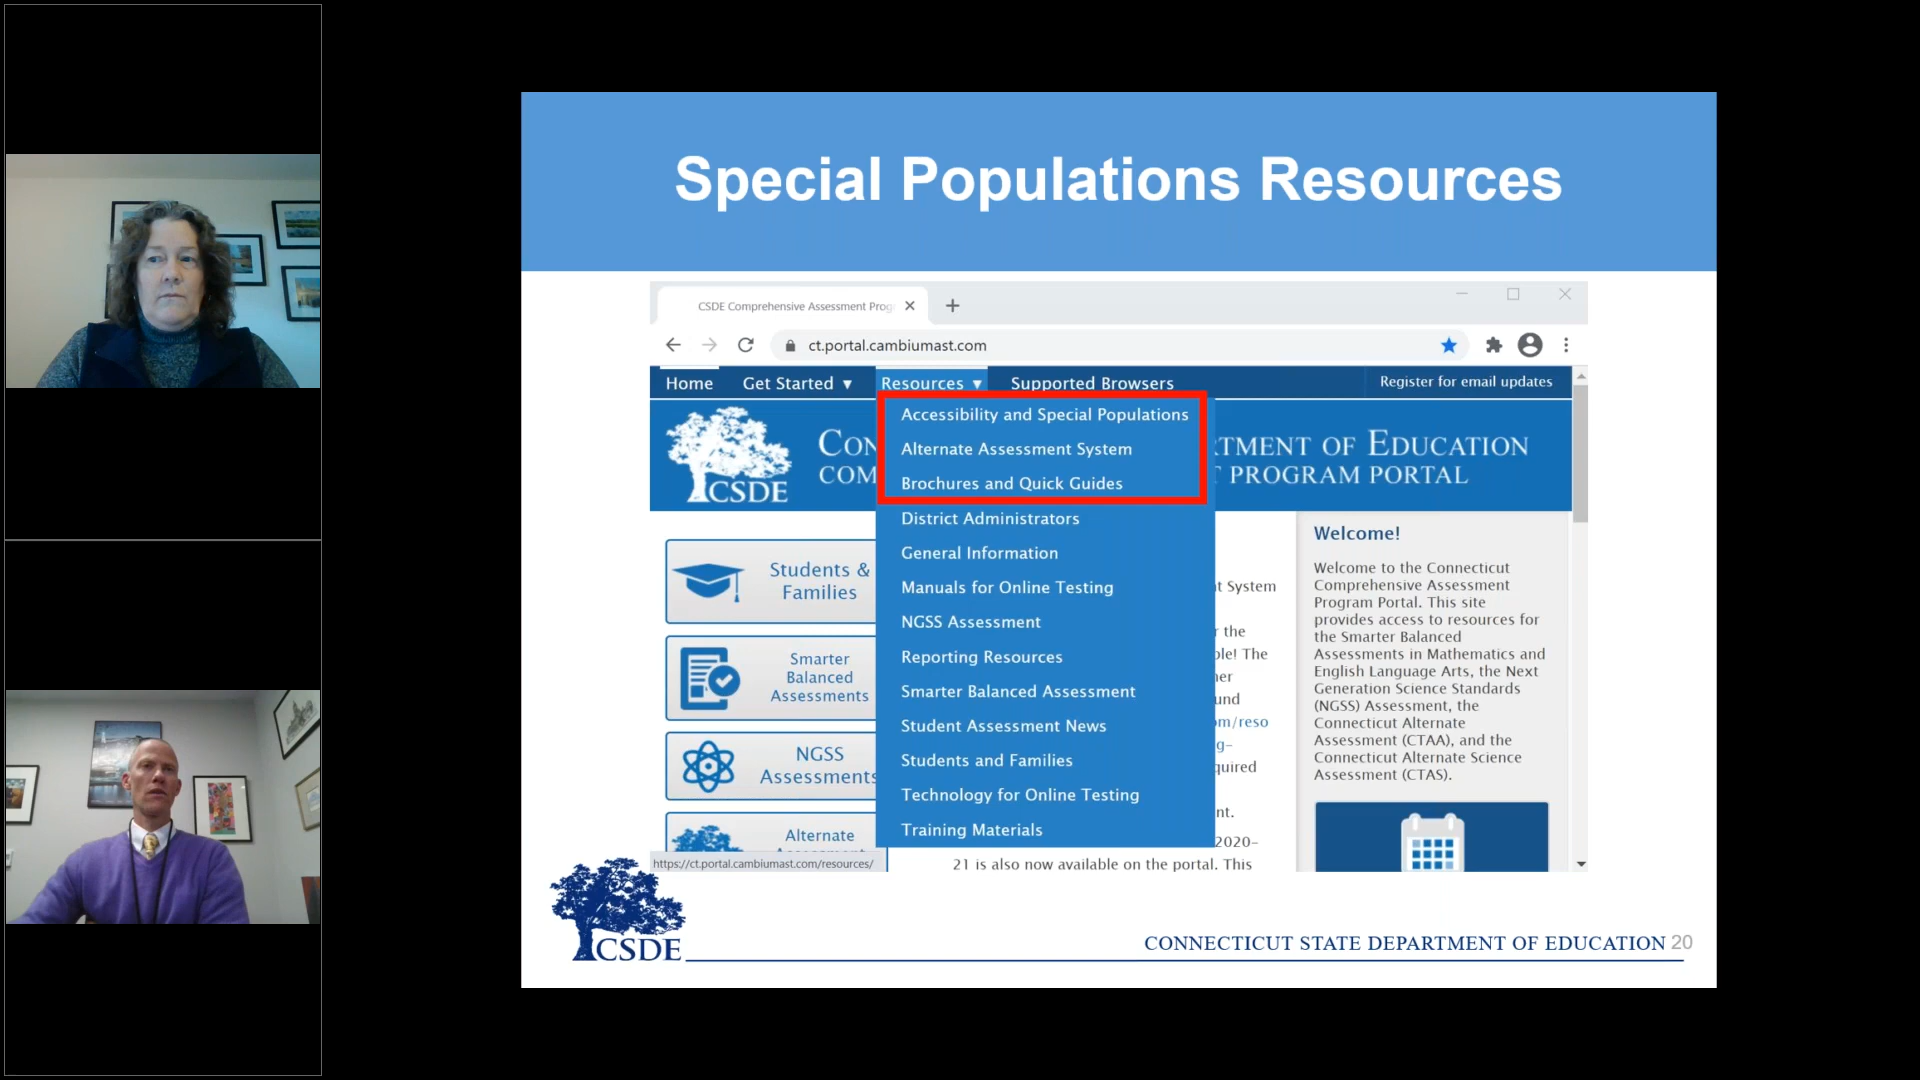 Special Populations Resources
CSDE Comprehensive Assessment Prog
ct.portal.cambiumast.com
Home
Get Started ▼
Resources ▼
Supported Browsers
Register for email updates
Accessibility and Special Populations
Alternate Assessment System
Brochures and Quick Guides
District Administrators
General Information
Manuals for Online Testing
NGSS Assessment
Reporting Resources
Smarter Balanced Assessment
Student Assessment News
Students and Families
Technology for Online Testing
Training Materials
CSDE
CON
TMENT OF EDUCATION
COM
PROGRAM PORTAL
Students &
Families
Smarter
Balanced
Assessments
NGSS
Assessments
Alternate
https://ct.portal.cambiumast.com/resources/
t System
the
ble! The
her
und
om/reso
g-
quired
nt.
2020-
21 is also now available on the portal. This
Welcome!
Welcome to the Connecticut
Comprehensive Assessment
Program Portal. This site
provides access to resources for
the Smarter Balanced
Assessments in Mathematics and
English Language Arts, the Next
Generation Science Standards
(NGSS) Assessment, the
Connecticut Alternate
Assessment (CTAA), and the
Connecticut Alternate Science
Assessment (CTAS).
CSDE
CONNECTICUT STATE DEPARTMENT OF EDUCATION 20